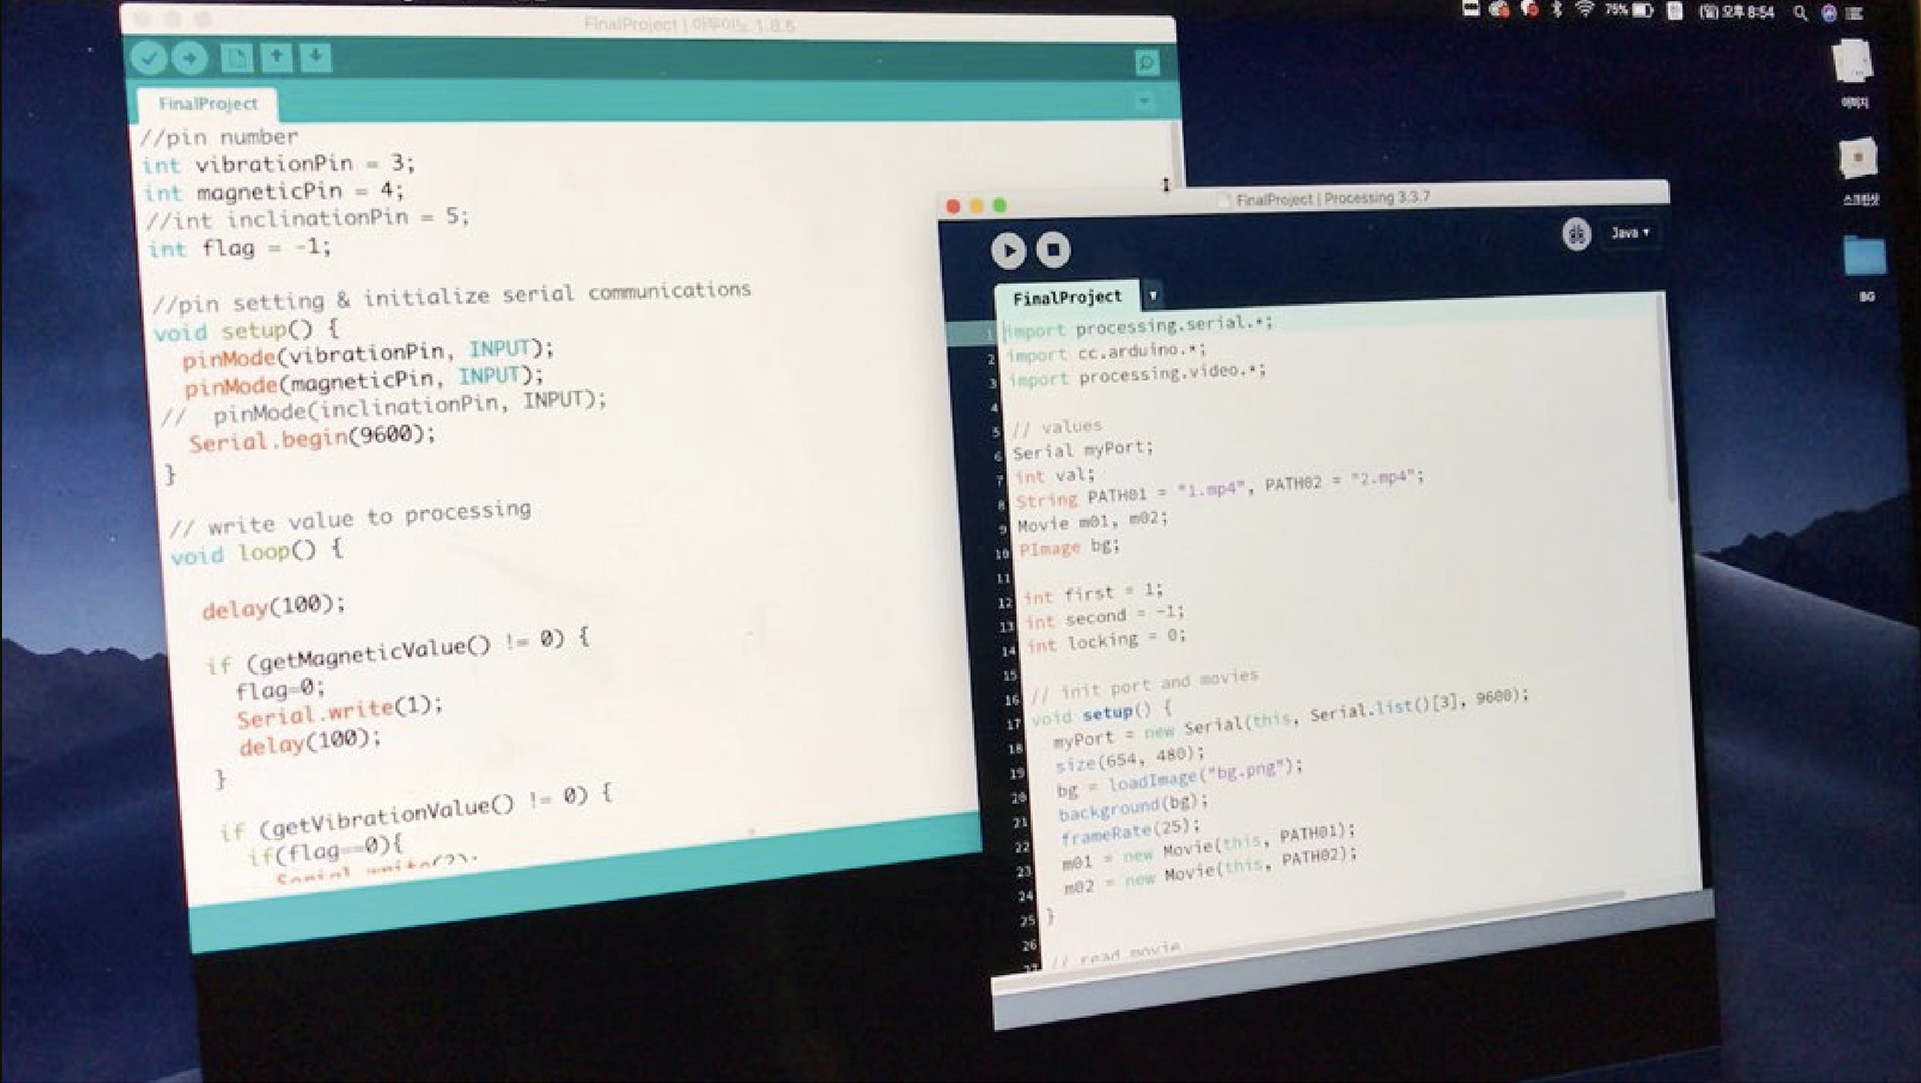 75%
(일) 오후 8:54
FinalProject | 아두이노 1.8.5
FinalProject
//pin number
int vibrationPin = 3;
int magneticPin = 4;
//int inclinationPin = 5;
int flag = -1;
//pin setting & initialize serial communications
void setup() {
pinMode(vibrationPin, INPUT);
pinMode(magneticPin, INPUT);
// pinMode(inclinationPin, INPUT);
Serial.begin(9600);
}
// write value to processing
void loop() {
delay(100);
if (getMagneticValue() != 0) {
flag=0;
Serial.write(1);
delay(100);
}
if (getVibrationValue() != 0) {
if(flag==0){
Serial.write(2);
FinalProject | Processing 3.3.7
Java
FinalProject
1 import processing.serial.*;
2 import cc.arduino.*;
3 import processing.video.*;
4
5 // values
6 Serial myPort;
7 int val;
8 String PATH01 = "1.mp4", PATH02 = "2.mp4";
9 Movie m01, m02;
10 PImage bg;
11
12 int first = 1;
13 int second = -1;
14 int locking = 0;
15
16 // init port and movies
17 void setup() {
18 myPort = new Serial(this, Serial.list()[3], 9600);
19 size(654, 480);
20 bg = loadImage("bg.png");
21 background(bg);
22 frameRate(25);
23 m01 = new Movie(this, PATH01);
24 m02 = new Movie(this, PATH02);
25 }
26
27 // read movie
이미지
스크린샷
BG